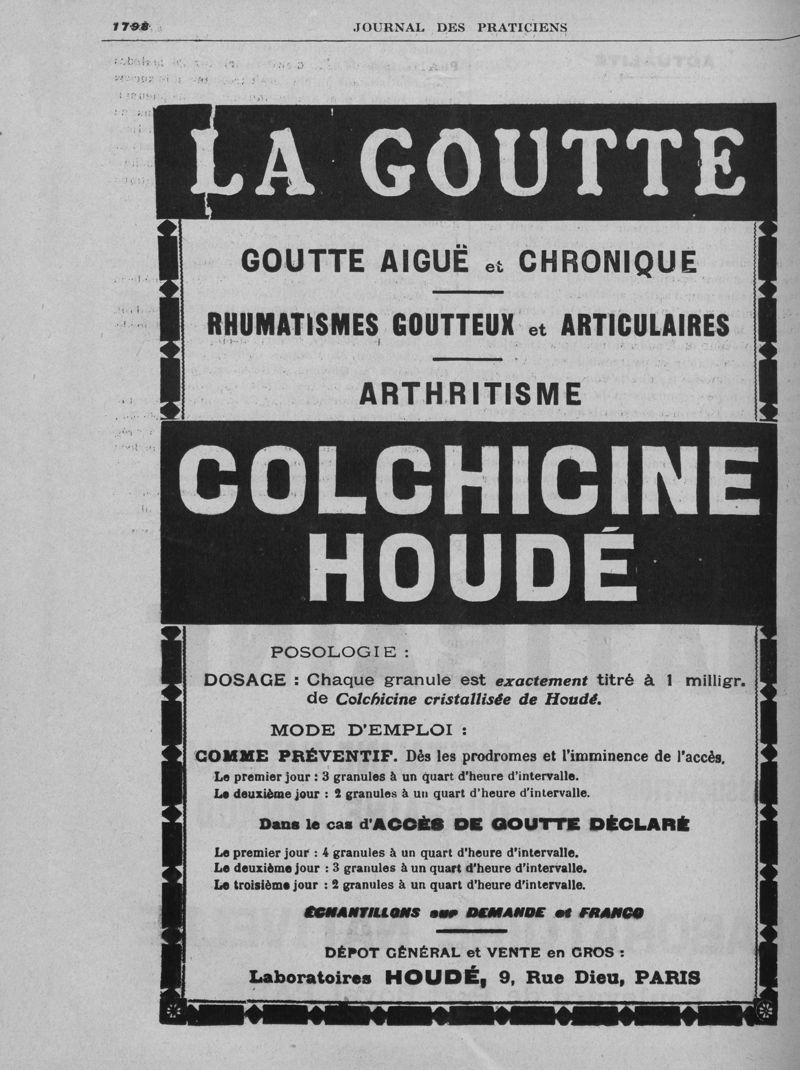 1798
JOURNAL DES PRATICIENS
LA GOUTTE
GOUTTE AIGUË et CHRONIQUE
RHUMATISMES GOUTTEUX et ARTICULAIRES
ARTHRITISME
COLCHICINE
HOUDÉ
POSOLOGIE :
DOSAGE : Chaque granule est exactement titré à 1 milligr.
de Colchicine cristallisée de Houdé.
MODE D'EMPLOI :
COMME PRÉVENTIF. Dès les prodromes et l'imminence de l'accès.
Le premier jour : 3 granules à un quart d'heure d'intervalle.
Le deuxième jour : 2 granules à un quart d'heure d'intervalle.
Dans le cas d'ACCÈS DE GOUTTE DÉCLARÉ
Le premier jour : 4 granules à un quart d'heure d'intervalle.
Le deuxième jour : 3 granules à un quart d'heure d'intervalle.
Le troisième jour : 2 granules à un quart d'heure d'intervalle.
ÉCHANTILLONS sur DEMANDE et FRANCO
DÉPOT GÉNÉRAL et VENTE en GROS :
Laboratoires HOUDÉ, 9, Rue Dieu, PARIS